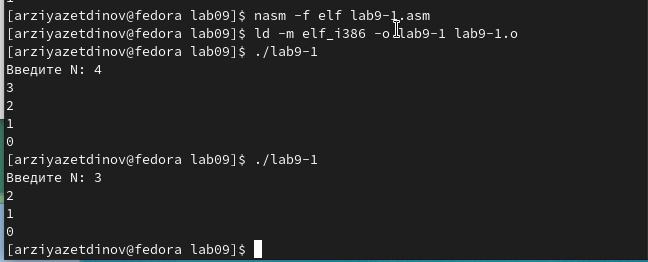 [arziyazetdinov@fedora lab09]$ nasm -f elf lab9-1.asm
[arziyazetdinov@fedora lab09]$ ld -m elf_i386 -o lab9-1 lab9-1.o
[arziyazetdinov@fedora lab09]$ ./lab9-1
Введите N: 4
3
2
1
0
[arziyazetdinov@fedora lab09]$ ./lab9-1
Введите N: 3
2
1
0
[arziyazetdinov@fedora lab09]$